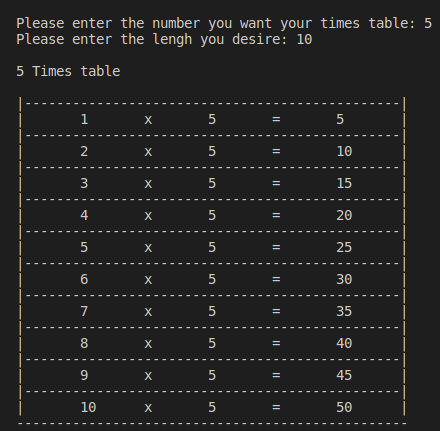 Please enter the number you want your times table: 5
Please enter the lengh you desire: 10
5 Times table
|-----------------------------------------------|
|       1       x       5       =       5       |
|-----------------------------------------------|
|       2       x       5       =       10      |
|-----------------------------------------------|
|       3       x       5       =       15      |
|-----------------------------------------------|
|       4       x       5       =       20      |
|-----------------------------------------------|
|       5       x       5       =       25      |
|-----------------------------------------------|
|       6       x       5       =       30      |
|-----------------------------------------------|
|       7       x       5       =       35      |
|-----------------------------------------------|
|       8       x       5       =       40      |
|-----------------------------------------------|
|       9       x       5       =       45      |
|-----------------------------------------------|
|       10      x       5       =       50      |
-------------------------------------------------